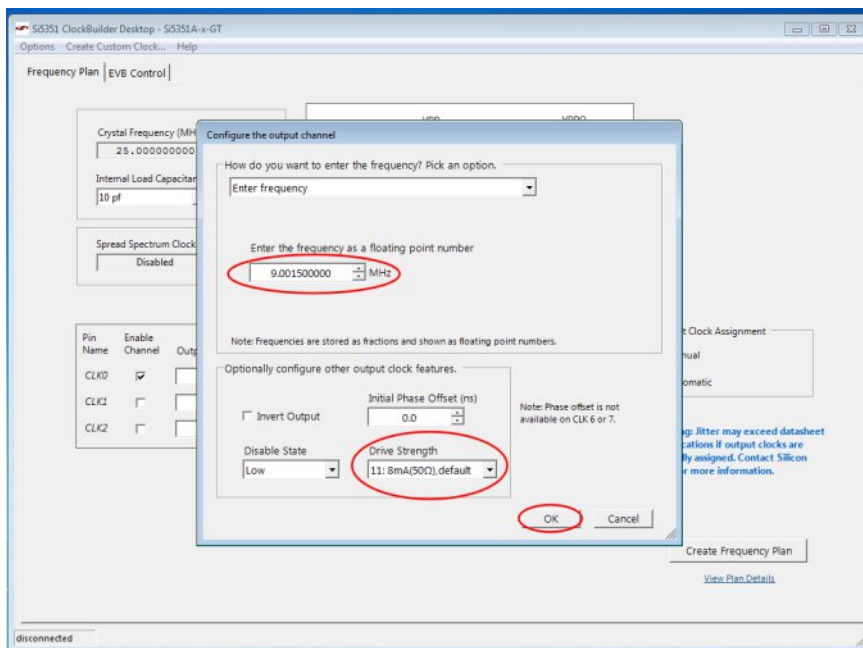 Si5351 ClockBuilder Desktop - Si5351A-x-GT
Options Create Custom Clock... Help
Frequency Plan EVB Control
Crystal Frequency (MH
25.000000000
Internal Load Capacitan
10 pf
Spread Spectrum Clock
Disabled
Pin Name
Enable Channel
Outp
CLK0
CLK1
CLK2
Configure the output channel
How do you want to enter the frequency? Pick an option.
Enter frequency
Enter the frequency as a floating point number
9.001500000 MHz
Note: Frequencies are stored as fractions and shown as floating point numbers.
Optionally configure other output clock features.
Invert Output
Initial Phase Offset (ns)
0.0
Note: Phase offset is not
available on CLK 6 or 7.
Disable State
Low
Drive Strength
11: 8mA(50Ω),default
OK Cancel
t Clock Assignment
nual
omatic
ng: Jitter may exceed datasheet
cations if output clocks are
lly assigned. Contact Silicon
r more information.
Create Frequency Plan
View Plan Details
disconnected